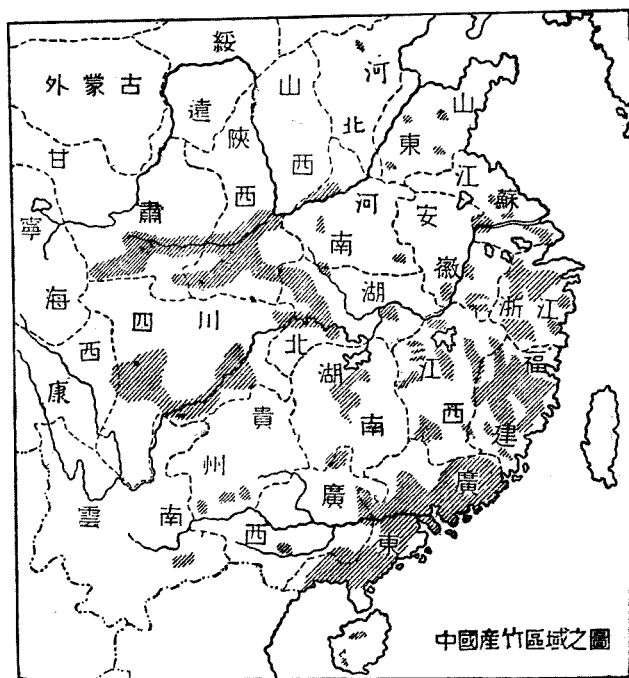 綏遠
外蒙古
山西
河北
山東
甘肅
陝西
江蘇
寧海
河南
安徽
四川
湖北
浙江
西康
湖南
江西
福建
貴州
雲南
廣西
廣東
中國產竹區域之圖